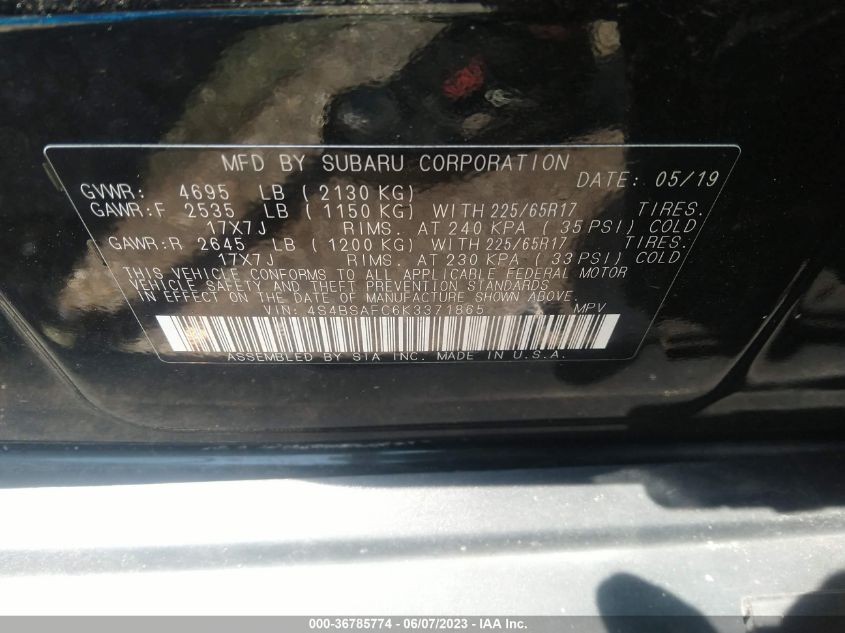 MFD BY SUBARU CORPORATION DATE: 05/19
GVWR: 4695 LB ( 2130 KG)
GAWR:F 2535 LB ( 1150 KG) WITH 225/65R17 TIRES.
17X7J RIMS. AT 240 KPA ( 35 PSI) COLD
GAWR:R 2645 LB ( 1200 KG) WITH 225/65R17 TIRES.
17X7J RIMS. AT 230 KPA ( 33 PSI) COLD
THIS VEHICLE CONFORMS TO ALL APPLICABLE FEDERAL MOTOR
VEHICLE SAFETY AND THEFT PREVENTION STANDARDS
IN EFFECT ON THE DATE OF MANUFACTURE SHOWN ABOVE.
VIN: 4S4BSAFC6K3371865 MPV
ASSEMBLED BY SIA INC. MADE IN U.S.A.
000-36785774 - 06/07/2023 - IAA Inc.